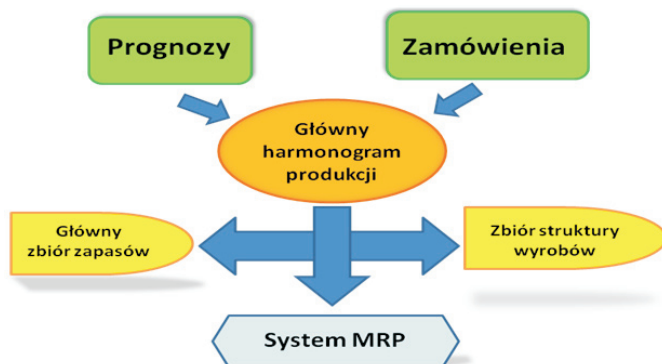 Prognozy
Zamówienia
Główny
harmonogram
produkcji
Główny
zbiór zapasów
Zbiór struktury
wyrobów
System MRP